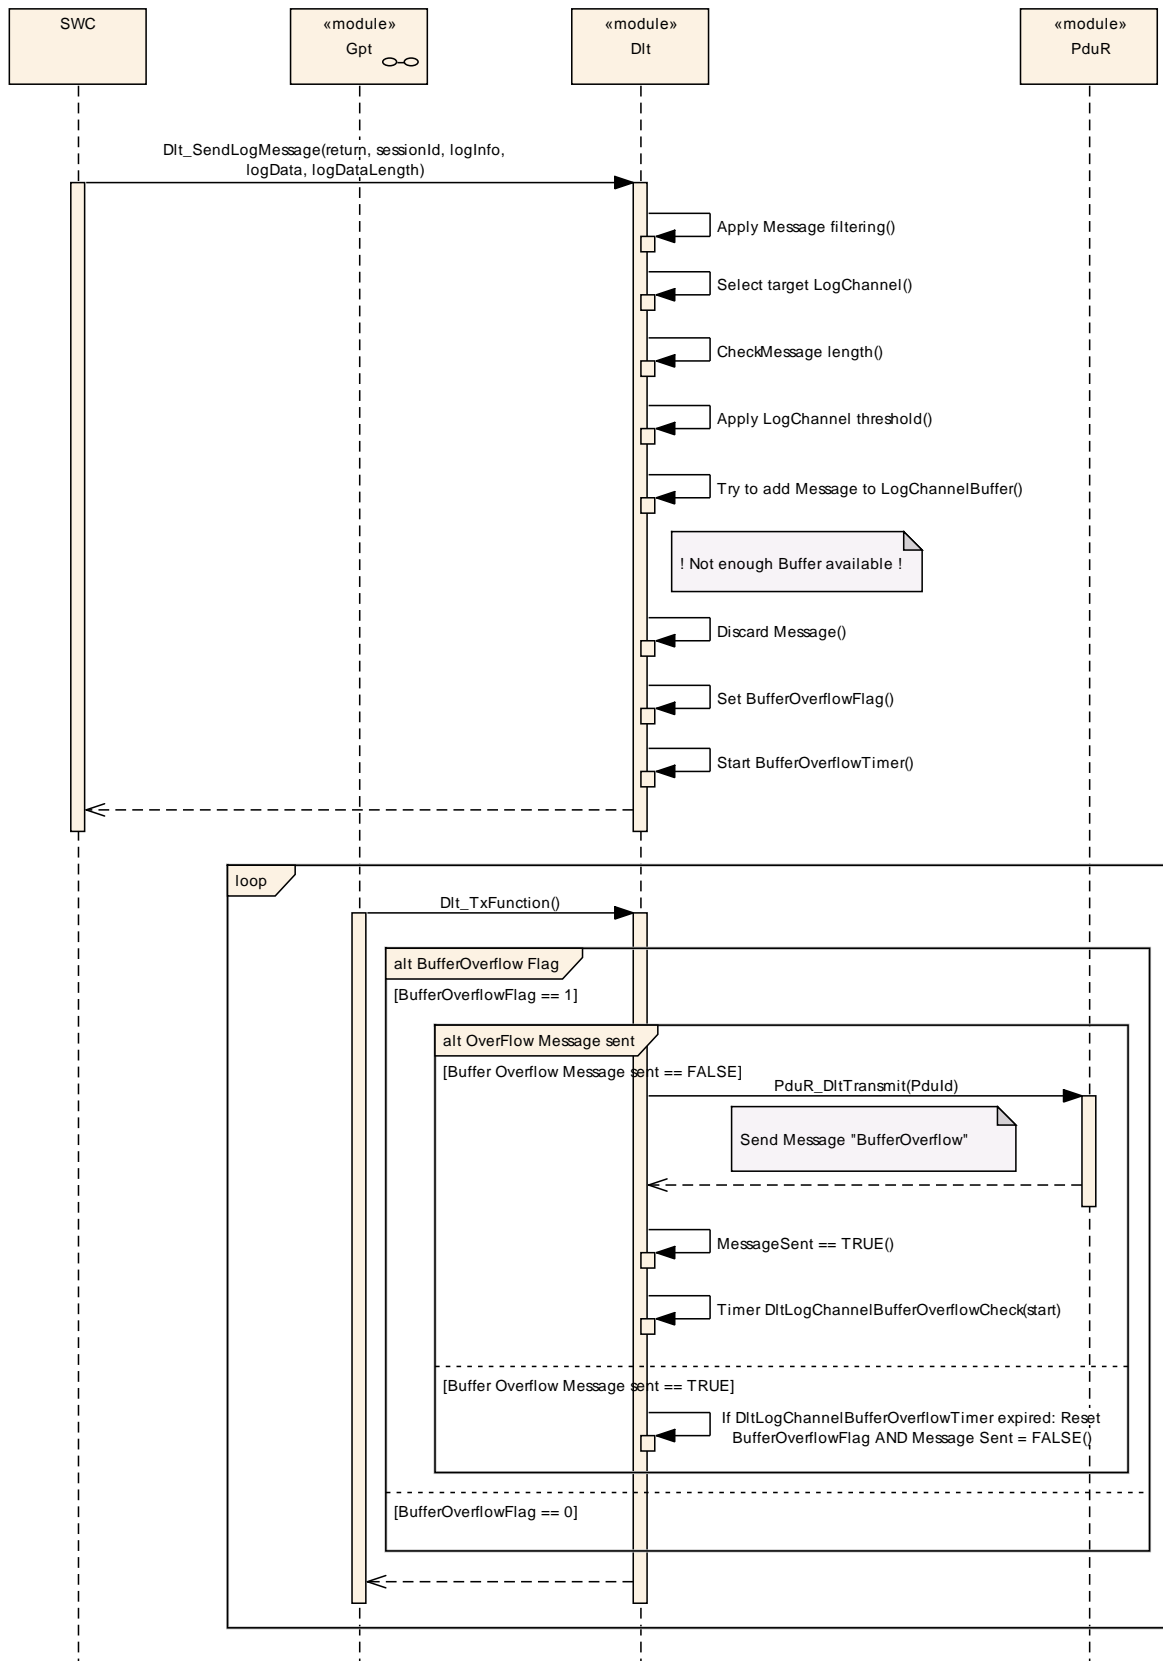 SWC
«module»
Gpt
«module»
Dlt
«module»
PduR
Dlt_SendLogMessage(return, sessionId, logInfo,
logData, logDataLength)
Apply Message filtering()
Select target LogChannel()
CheckMessage length()
Apply LogChannel threshold()
Try to add Message to LogChannelBuffer()
! Not enough Buffer available !
Discard Message()
Set BufferOverflowFlag()
Start BufferOverflowTimer()
loop
Dlt_TxFunction()
alt BufferOverflow Flag
[BufferOverflowFlag == 1]
alt OverFlow Message sent
[Buffer Overflow Message sent == FALSE]
PduR_DltTransmit(PduId)
Send Message "BufferOverflow"
MessageSent == TRUE()
Timer DltLogChannelBufferOverflowCheck(start)
[Buffer Overflow Message sent == TRUE]
If DltLogChannelBufferOverflowTimer expired: Reset
BufferOverflowFlag AND Message Sent = FALSE()
[BufferOverflowFlag == 0]